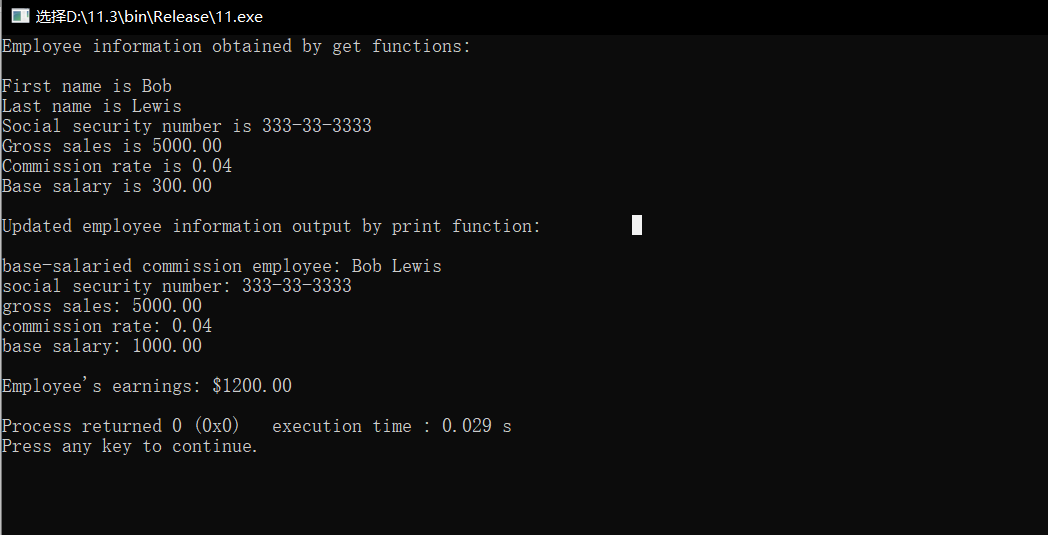 选择D:\11.3\bin\Release\11.exe
Employee information obtained by get functions:
First name is Bob
Last name is Lewis
Social security number is 333-33-3333
Gross sales is 5000.00
Commission rate is 0.04
Base salary is 300.00
Updated employee information output by print function:
base-salaried commission employee: Bob Lewis
social security number: 333-33-3333
gross sales: 5000.00
commission rate: 0.04
base salary: 1000.00
Employee's earnings: $1200.00
Process returned 0 (0x0)   execution time : 0.029 s
Press any key to continue.